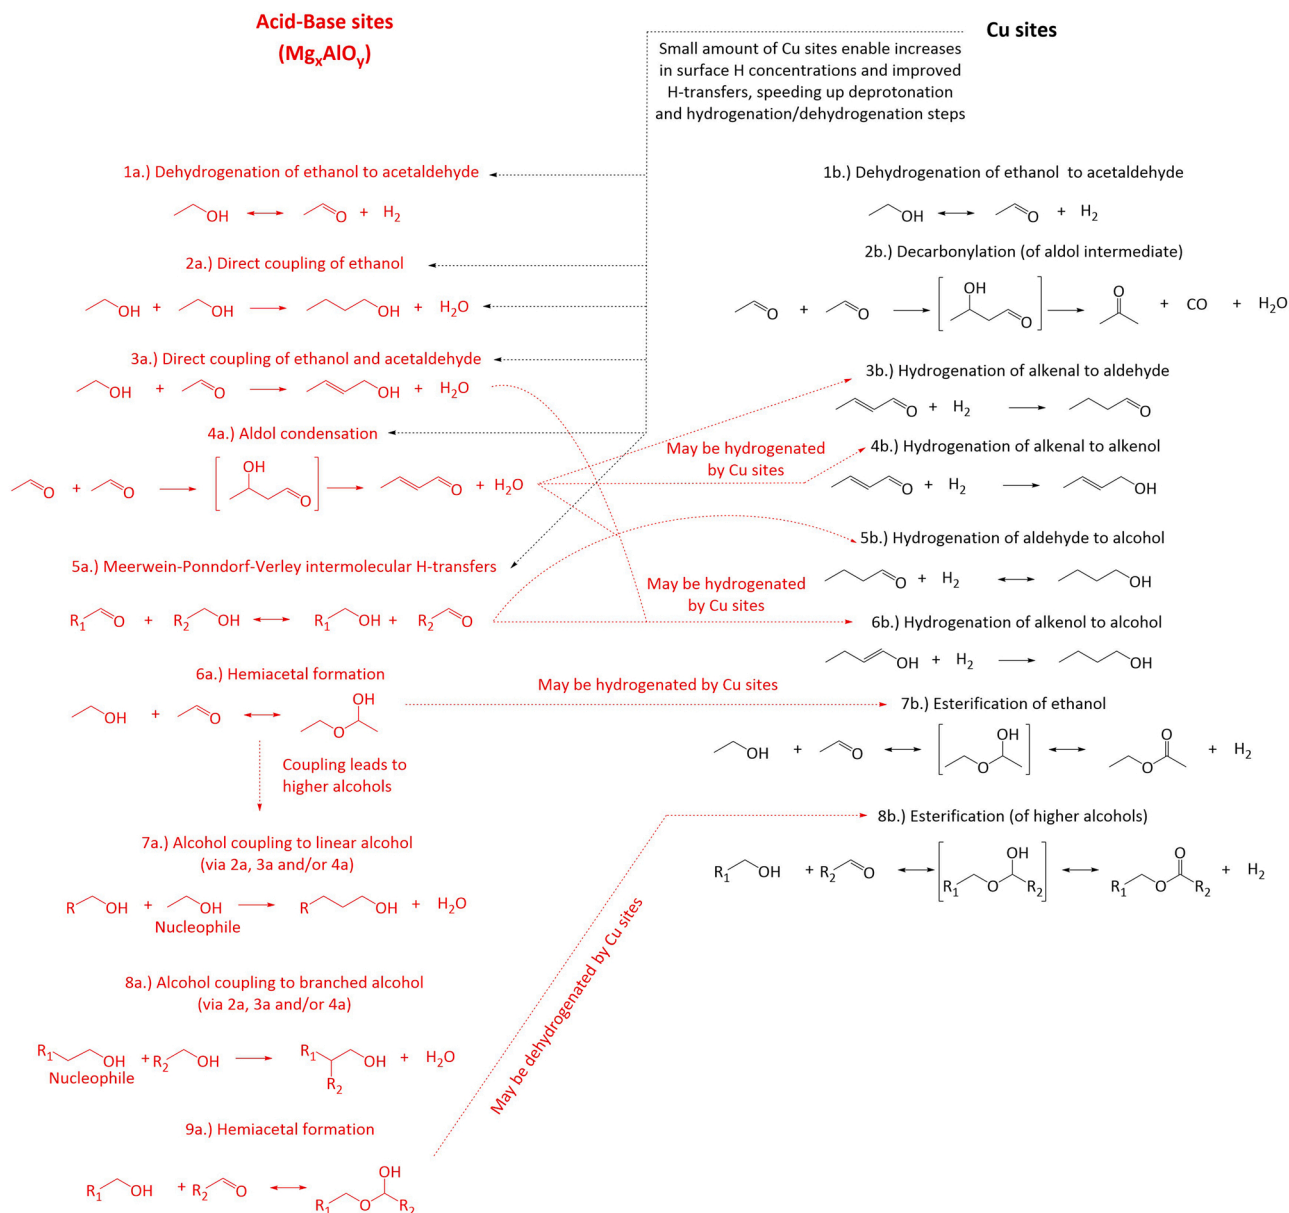 Acid-Base sites
(MgxAlOy)
Cu sites
Small amount of Cu sites enable increases
in surface H concentrations and improved
H-transfers, speeding up deprotonation
and hydrogenation/dehydrogenation steps
1a.) Dehydrogenation of ethanol to acetaldehyde
OH
O + H2
2a.) Direct coupling of ethanol
OH + OH
OH + H2O
3a.) Direct coupling of ethanol and acetaldehyde
OH + O
OH + H2O
4a.) Aldol condensation
O + O
OH
O
O + H2O
5a.) Meerwein-Ponndorf-Verley intermolecular H-transfers
R1 O + R2 OH
R1 OH + R2 O
6a.) Hemiacetal formation
OH + O
OH
O
Coupling leads to
higher alcohols
7a.) Alcohol coupling to linear alcohol
(via 2a, 3a and/or 4a)
R OH + OH
Nucleophile
R OH + H2O
8a.) Alcohol coupling to branched alcohol
(via 2a, 3a and/or 4a)
R1 OH + R2 OH
Nucleophile
R1 OH + H2O
R2
9a.) Hemiacetal formation
R1 OH + R2 O
OH
R1 O R2
May be hydrogenated
by Cu sites
May be hydrogenated
by Cu sites
May be hydrogenated by Cu sites
May be dehydrogenated by Cu sites
1b.) Dehydrogenation of ethanol to acetaldehyde
OH
O + H2
2b.) Decarbonylation (of aldol intermediate)
O + O
OH
O
O
+ CO + H2O
3b.) Hydrogenation of alkenal to aldehyde
O + H2
O
4b.) Hydrogenation of alkenal to alkenol
O + H2
OH
5b.) Hydrogenation of aldehyde to alcohol
O + H2
OH
6b.) Hydrogenation of alkenol to alcohol
OH + H2
OH
7b.) Esterification of ethanol
OH + O
OH
O
O
O
+ H2
8b.) Esterification (of higher alcohols)
R1 OH + R2 O
OH
R1 O R2
O
R1 O R2
+ H2